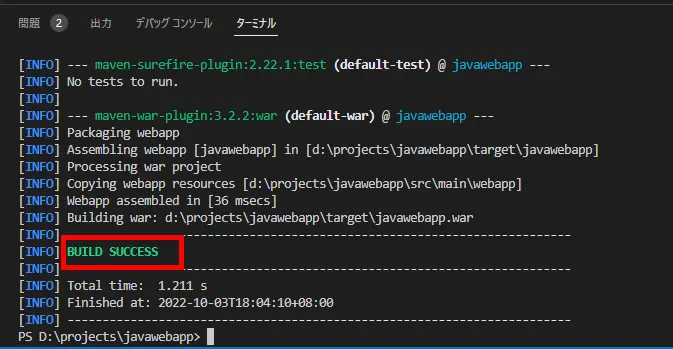 問題 2 出力 デバッグ コンソール ターミナル
[INFO] --- maven-surefire-plugin:2.22.1:test (default-test) @ javawebapp ---
[INFO] No tests to run.
[INFO]
[INFO] --- maven-war-plugin:3.2.2:war (default-war) @ javawebapp ---
[INFO] Packaging webapp
[INFO] Assembling webapp [javawebapp] in [d:\projects\javawebapp\target\javawebapp]
[INFO] Processing war project
[INFO] Copying webapp resources [d:\projects\javawebapp\src\main\webapp]
[INFO] Webapp assembled in [36 msecs]
[INFO] Building war: d:\projects\javawebapp\target\javawebapp.war
[INFO] ------------------------------------------------------------------------
[INFO] BUILD SUCCESS
[INFO] ------------------------------------------------------------------------
[INFO] Total time:  1.211 s
[INFO] Finished at: 2022-10-03T18:04:10+08:00
[INFO] ------------------------------------------------------------------------
PS D:\projects\javawebapp>